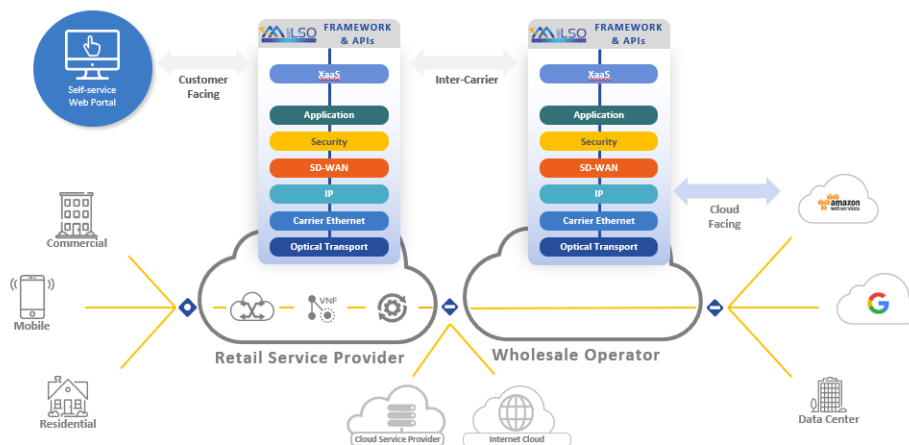 LSO
FRAMEWORK
& APIs
LSO
FRAMEWORK
& APIs
Self-service
Web Portal
Customer
Facing
Inter-Carrier
XaaS
XaaS
Application
Application
Security
Security
SD-WAN
SD-WAN
IP
IP
Carrier Ethernet
Carrier Ethernet
Optical Transport
Optical Transport
Cloud
Facing
amazon
webservices
Commercial
Mobile
VNF
G
Retail Service Provider
Wholesale Operator
Residential
Data Center
Cloud Service Provider
Internet Cloud